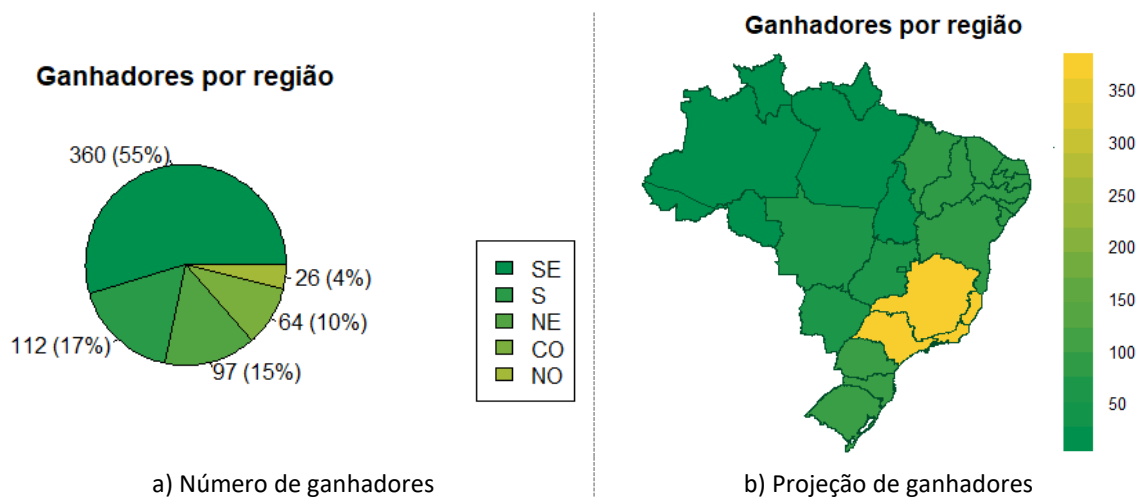 Ganhadores por região
360 (55%)
26 (4%)
64 (10%)
97 (15%)
112 (17%)
SE
S
NE
CO
NO
a) Número de ganhadores
Ganhadores por região
350
300
250
200
150
100
50
b) Projeção de ganhadores